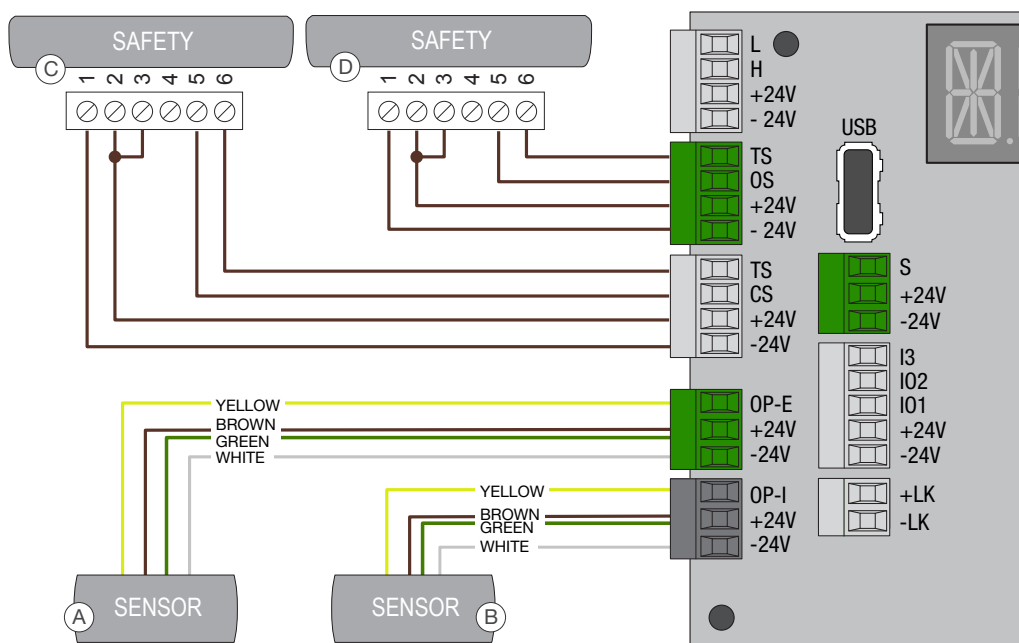 SAFETY
C
1 2 3 4 5 6
SAFETY
D
1 2 3 4 5 6
L
H
+24V
- 24V
TS
OS
+24V
- 24V
TS
CS
+24V
-24V
OP-E
+24V
-24V
OP-I
+24V
-24V
USB
S
+24V
-24V
I3
IO2
IO1
+24V
-24V
+LK
-LK
YELLOW
BROWN
GREEN
WHITE
YELLOW
BROWN
GREEN
WHITE
A
SENSOR
SENSOR
B